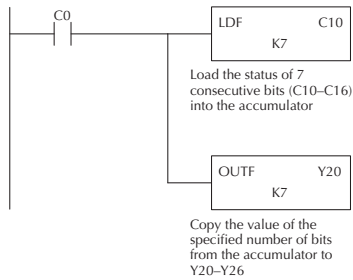 C0
LDF C10
K7
Load the status of 7
consecutive bits (C10–C16)
into the accumulator
OUTF Y20
K7
Copy the value of the
specified number of bits
from the accumulator to
Y20–Y26